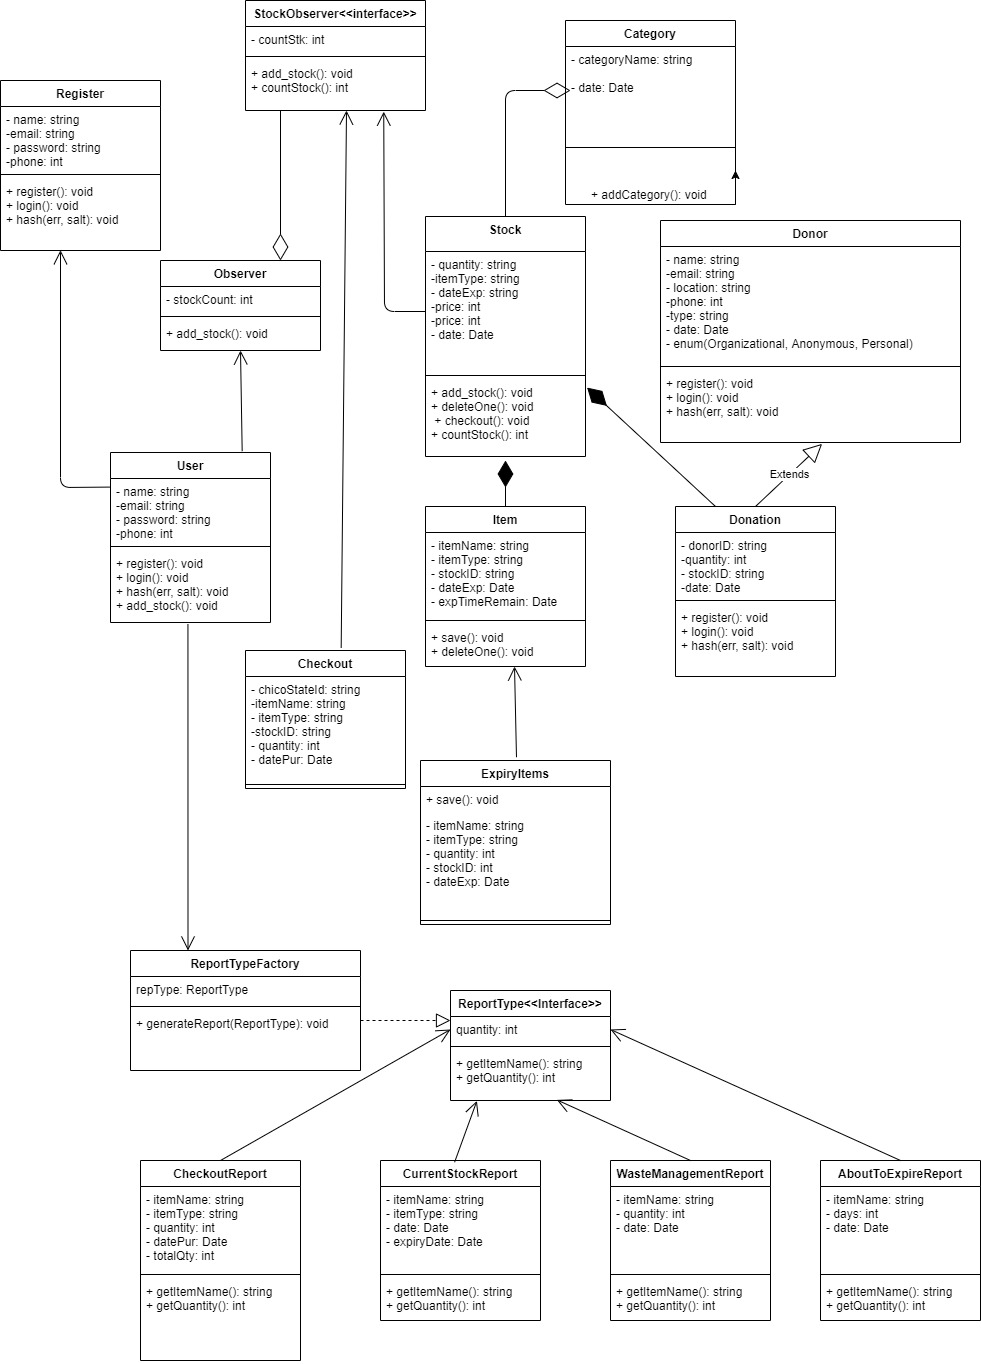 StockObserver<<interface>>
- countStk: int
+ add_stock(): void
+ countStock(): int
Category
- categoryName: string
- date: Date
+ addCategory(): void
Register
- name: string
-email: string
- password: string
-phone: int
+ register(): void
+ login(): void
+ hash(err, salt): void
Stock
- quantity: string
-itemType: string
- dateExp: string
-price: int
-price: int
- date: Date
+ add_stock(): void
+ deleteOne(): void
+ checkout(): void
+ countStock(): int
Donor
- name: string
-email: string
- location: string
-phone: int
-type: string
- date: Date
- enum(Organizational, Anonymous, Personal)
+ register(): void
+ login(): void
+ hash(err, salt): void
Observer
- stockCount: int
+ add_stock(): void
User
- name: string
-email: string
- password: string
-phone: int
+ register(): void
+ login(): void
+ hash(err, salt): void
+ add_stock(): void
Extends
Item
- itemName: string
- itemType: string
- stockID: string
- dateExp: Date
- expTimeRemain: Date
+ save(): void
+ deleteOne(): void
Donation
- donorID: string
-quantity: int
- stockID: string
-date: Date
+ register(): void
+ login(): void
+ hash(err, salt): void
Checkout
- chicoStateId: string
-itemName: string
- itemType: string
-stockID: string
- quantity: int
- datePur: Date
ExpiryItems
+ save(): void
- itemName: string
- itemType: string
- quantity: int
- stockID: int
- dateExp: Date
ReportTypeFactory
repType: ReportType
+ generateReport(ReportType): void
ReportType<<Interface>>
quantity: int
+ getItemName(): string
+ getQuantity(): int
CheckoutReport
- itemName: string
- itemType: string
- quantity: int
- datePur: Date
- totalQty: int
+ getItemName(): string
+ getQuantity(): int
CurrentStockReport
- itemName: string
- itemType: string
- date: Date
- expiryDate: Date
+ getItemName(): string
+ getQuantity(): int
WasteManagementReport
- itemName: string
- quantity: int
- date: Date
+ getItemName(): string
+ getQuantity(): int
AboutToExpireReport
- itemName: string
- days: int
- date: Date
+ getItemName(): string
+ getQuantity(): int